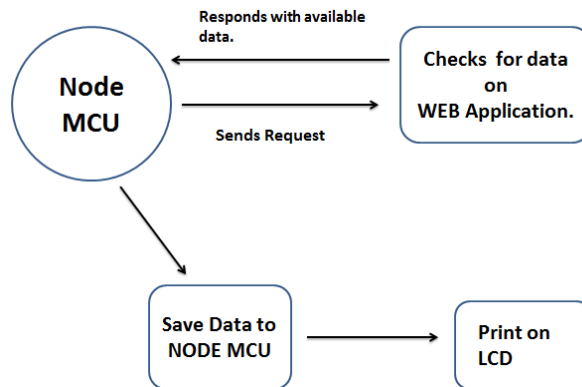 Responds with available
data.
Node
MCU
Checks for data
on
WEB Application.
Sends Request
Save Data to
NODE MCU
Print on
LCD